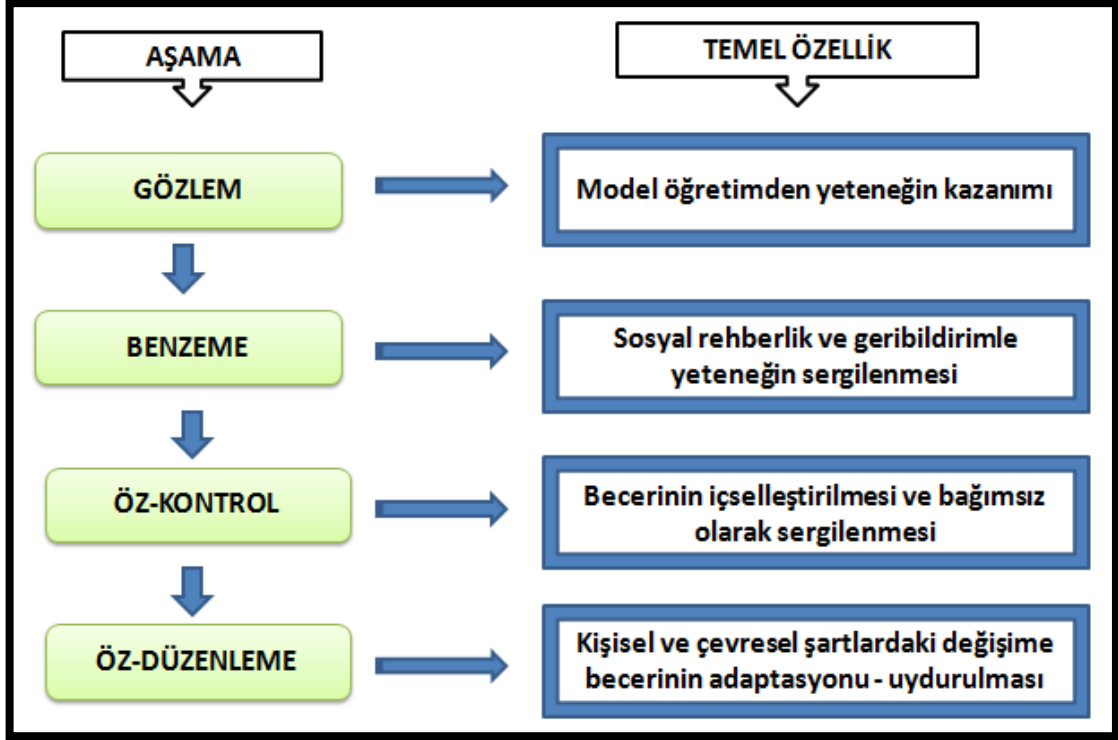 AŞAMA
TEMEL ÖZELLİK
GÖZLEM
Model öğretimden yeteneğin kazanımı
BENZEME
Sosyal rehberlik ve geribildirimle
yeteneğin sergilenmesi
ÖZ-KONTROL
Becerinin içselleştirilmesi ve bağımsız
olarak sergilenmesi
ÖZ-DÜZENLEME
Kişisel ve çevresel şartlardaki değişime
becerinin adaptasyonu - uydurulması